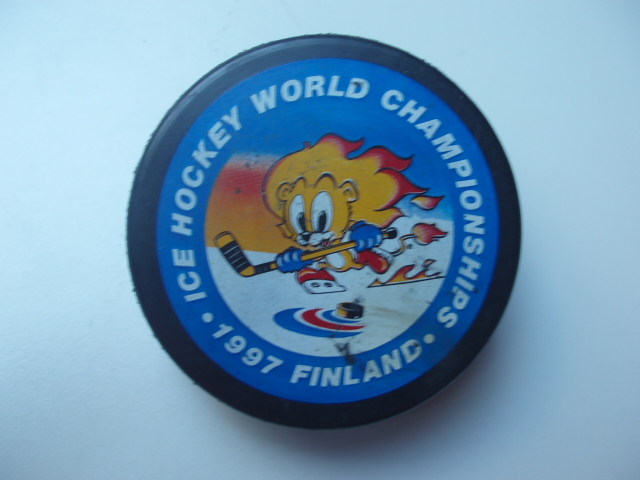 • ICE HOCKEY WORLD CHAMPIONSHIPS •
1997 FINLAND